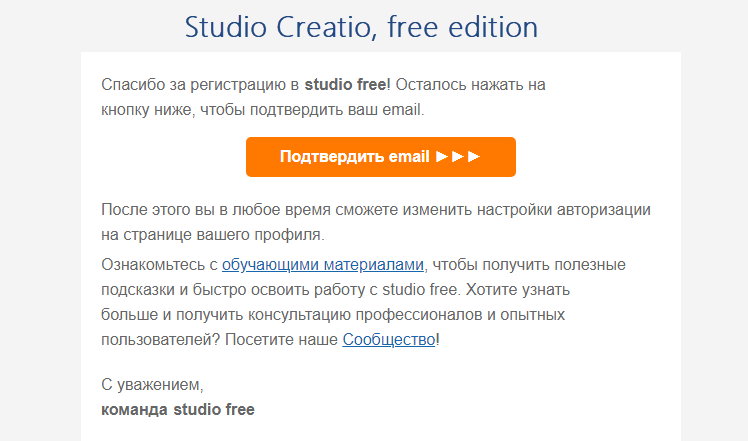 Studio Creatio, free edition
Спасибо за регистрацию в studio free! Осталось нажать на
кнопку ниже, чтобы подтвердить ваш email.
Подтвердить email ►►►
После этого вы в любое время сможете изменить настройки авторизации
на странице вашего профиля.
Ознакомьтесь с обучающими материалами, чтобы получить полезные
подсказки и быстро освоить работу с studio free. Хотите узнать
больше и получить консультацию профессионалов и опытных
пользователей? Посетите наше Сообщество!
С уважением,
команда studio free